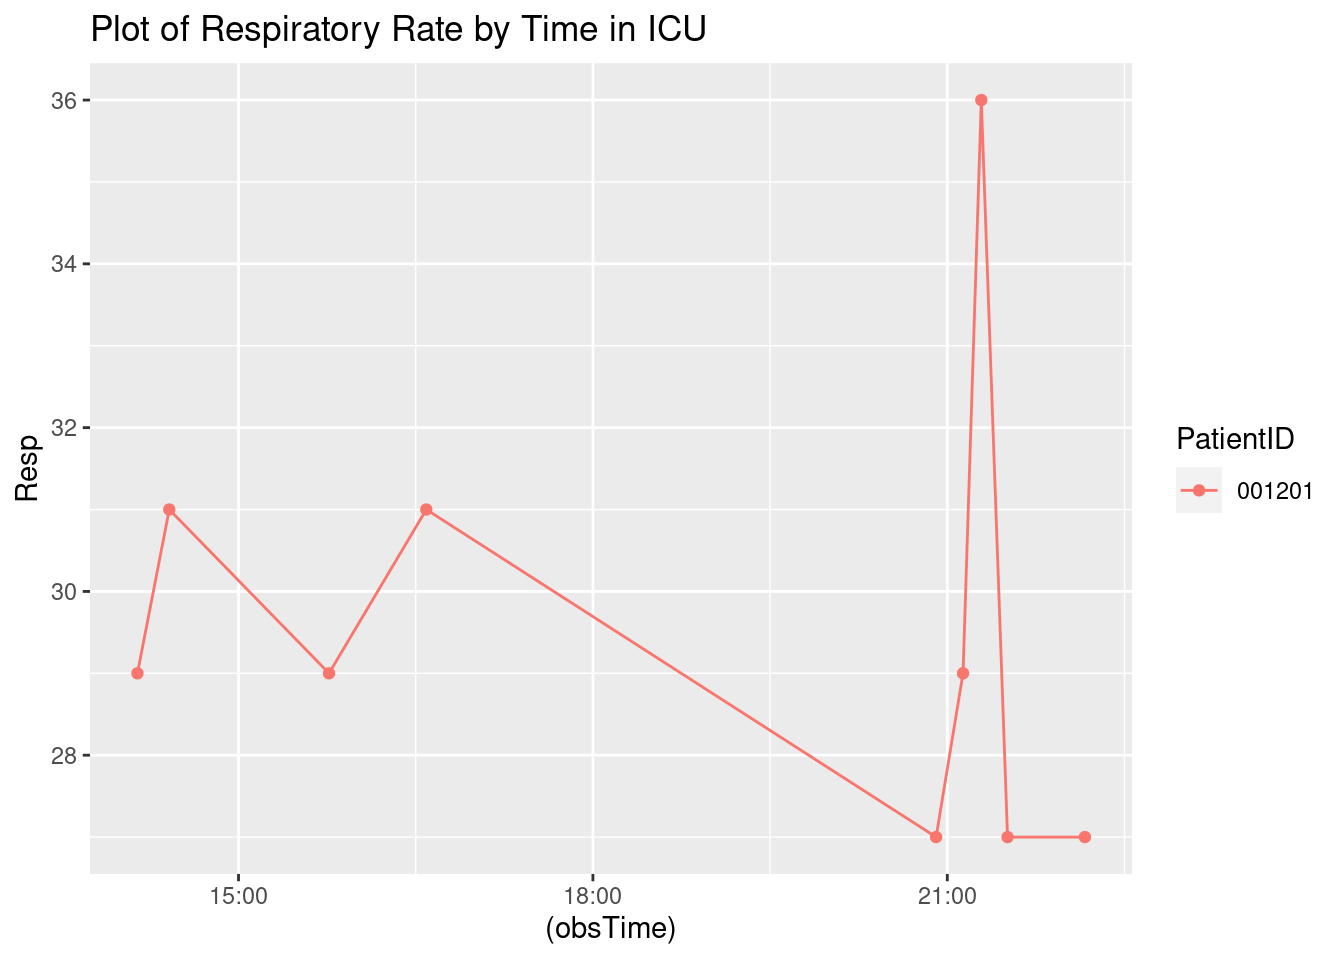 Plot of Respiratory Rate by Time in ICU
36
34
32
30
28
Resp
15:00
18:00
21:00
(obsTime)
PatientID
001201